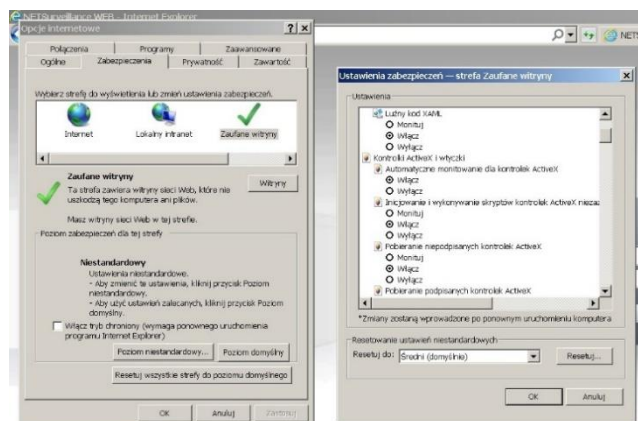 NETSurveillance WEB - Internet Explorer
Opcje internetowe
Połączenia Programy Zaawansowane
Ogólne Zabezpieczenia Prywatność Zawartość
Wybierz strefę do wyświetlenia lub zmień ustawienia zabezpieczeń.
Internet Lokalny intranet Zaufane witryny
Zaufane witryny
Ta strefa zawiera witryny sieci Web, które nie
uszkodzą tego komputera ani plików.
Witryny
Masz witryny sieci Web w tej strefie.
Poziom zabezpieczeń dla tej strefy
Niestandardowy
Ustawienia niestandardowe.
- Aby zmienić te ustawienia, kliknij przycisk Poziom
niestandardowy.
- Aby użyć ustawień zalecanych, kliknij przycisk Poziom
domyślny.
Włącz tryb chroniony (wymaga ponownego uruchomienia
programu Internet Explorer)
Poziom niestandardowy... Poziom domyślny
Resetuj wszystkie strefy do poziomu domyślnego
OK Anuluj Zastosuj
NETS
Ustawienia zabezpieczeń — strefa Zaufane witryny
Ustawienia
Luźny kod XAML
Monituj
Włącz
Wyłącz
Kontrolki ActiveX i wtyczki
Automatyczne monitowanie dla kontrolek ActiveX
Włącz
Wyłącz
Inicjowanie i wykonywanie skryptów kontrolek ActiveX niezaz
Monituj
Włącz
Wyłącz
Pobieranie niepodpisanych kontrolek ActiveX
Monituj
Włącz
Wyłącz
Pobieranie podpisanych kontrolek ActiveX
*Zmiany zostaną wprowadzone po ponownym uruchomieniu komputera
Resetowanie ustawień niestandardowych
Resetuj do: Średni (domyślnie) Resetuj...
OK Anuluj